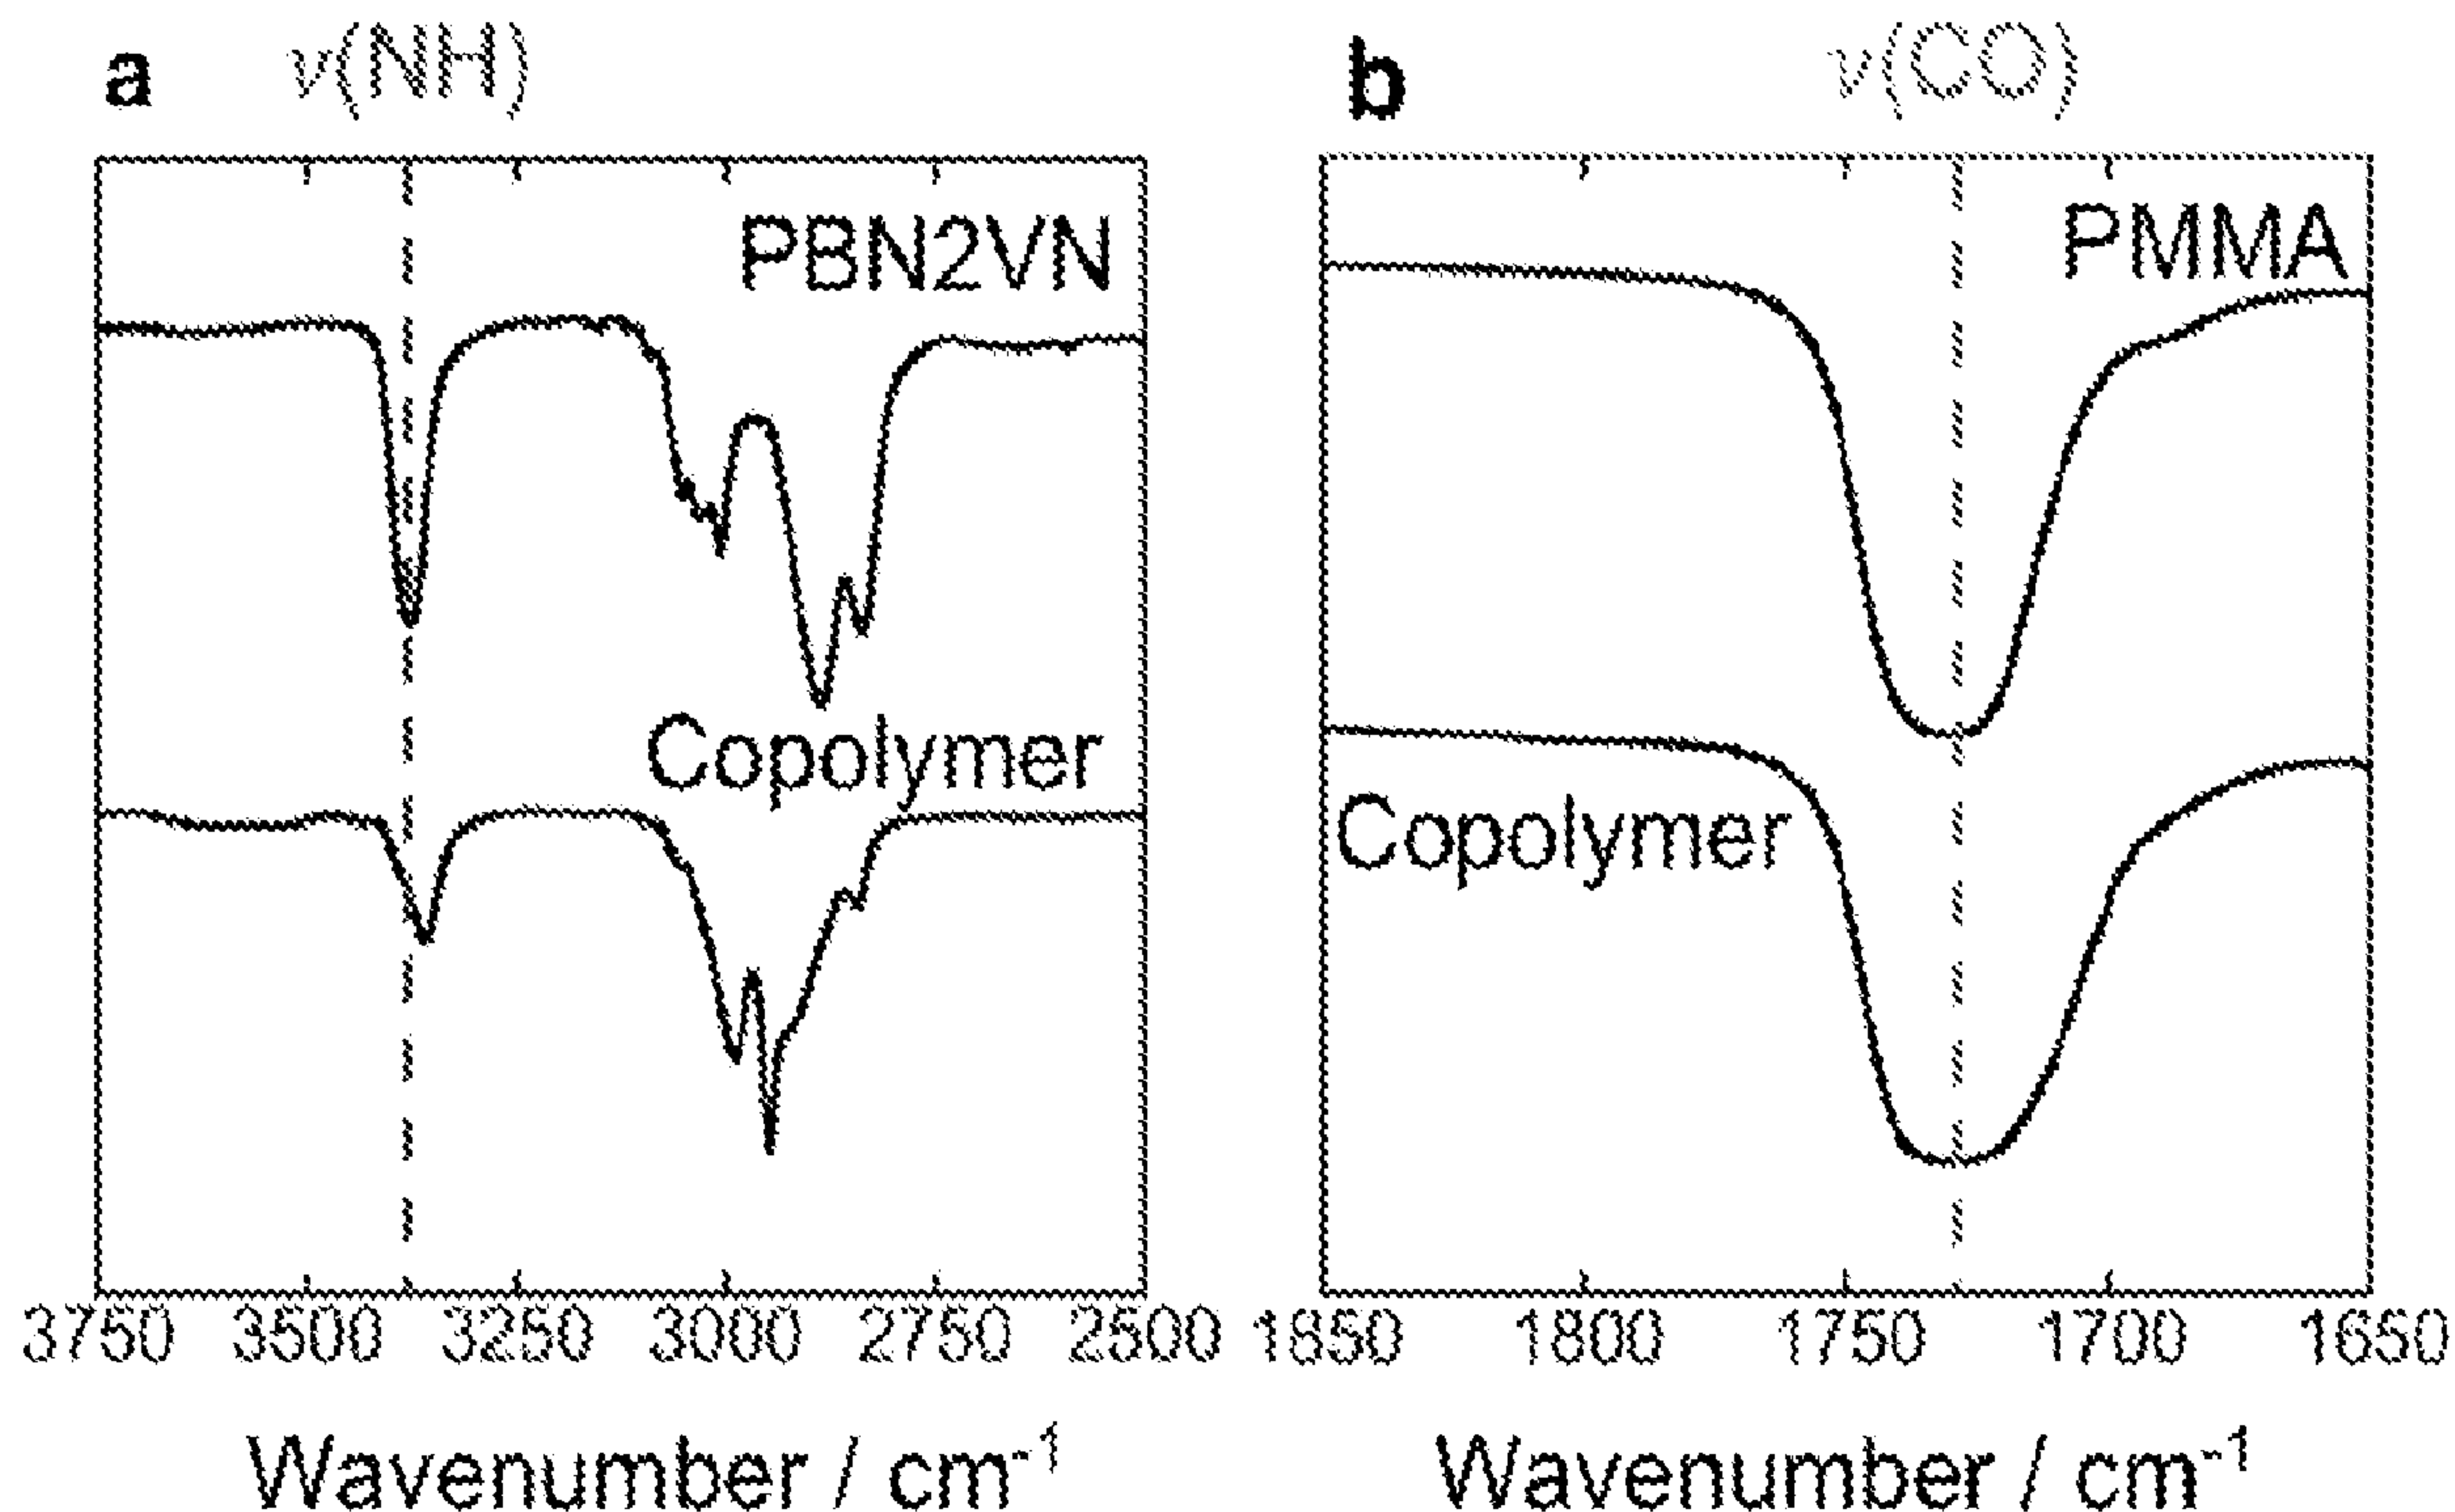 a ν(NH)
PBN2VN
Copolymer
3750 3500 3250 3000 2750 2500
Wavenumber / cm-1
b ν(CO)
PMMA
Copolymer
1850 1800 1750 1700 1650
Wavenumber / cm-1